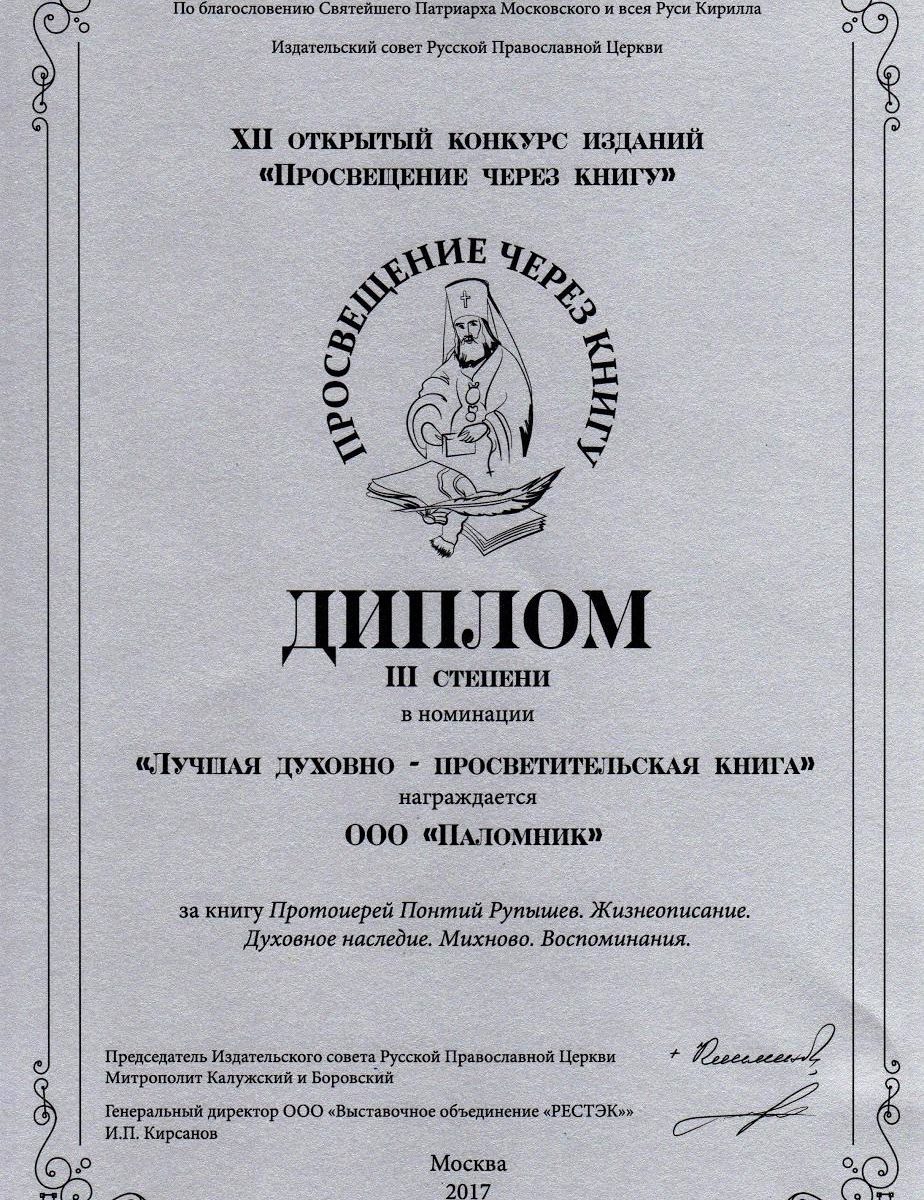 По благословению Святейшего Патриарха Московского и всея Руси Кирилла
Издательский совет Русской Православной Церкви
XII ОТКРЫТЫЙ КОНКУРС ИЗДАНИЙ
«ПРОСВЕЩЕНИЕ ЧЕРЕЗ КНИГУ»
ПРОСВЕЩЕНИЕ ЧЕРЕЗ КНИГУ
ДИПЛОМ
III СТЕПЕНИ
в номинации
«ЛУЧШАЯ ДУХОВНО - ПРОСВЕТИТЕЛЬСКАЯ КНИГА»
награждается
ООО «ПАЛОМНИК»
за книгу Протоиерей Понтий Рупышев. Жизнеописание.
Духовное наследие. Михново. Воспоминания.
Председатель Издательского совета Русской Православной Церкви
Митрополит Калужский и Боровский
Генеральный директор ООО «Выставочное объединение «РЕСТЭК»»
И.П. Кирсанов
Москва
2017